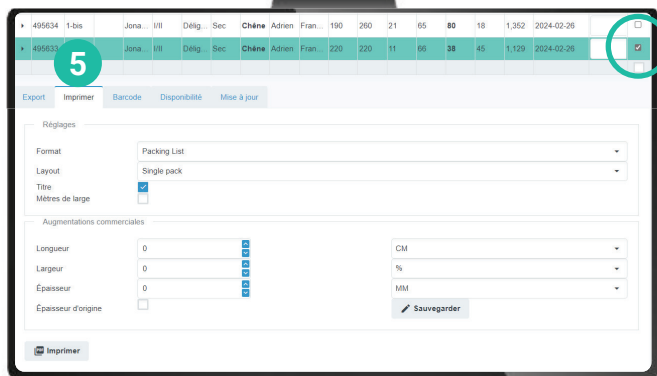 495634 1-bis Jona... I/II Délig... Sec Chêne Adrien Fran... 190 260 21 65 80 18 1,352 2024-02-26
495633 Jona... I/II Délig... Sec Chêne Adrien Fran... 220 220 11 66 38 45 1,129 2024-02-26
5
Export Imprimer Barcode Disponibilité Mise à jour
Réglages
Format Packing List
Layout Single pack
Titre
Mètres de large
Augmentations commerciales
Longueur 0 CM
Largeur 0 %
Épaisseur 0 MM
Épaisseur d'origine Sauvegarder
Imprimer